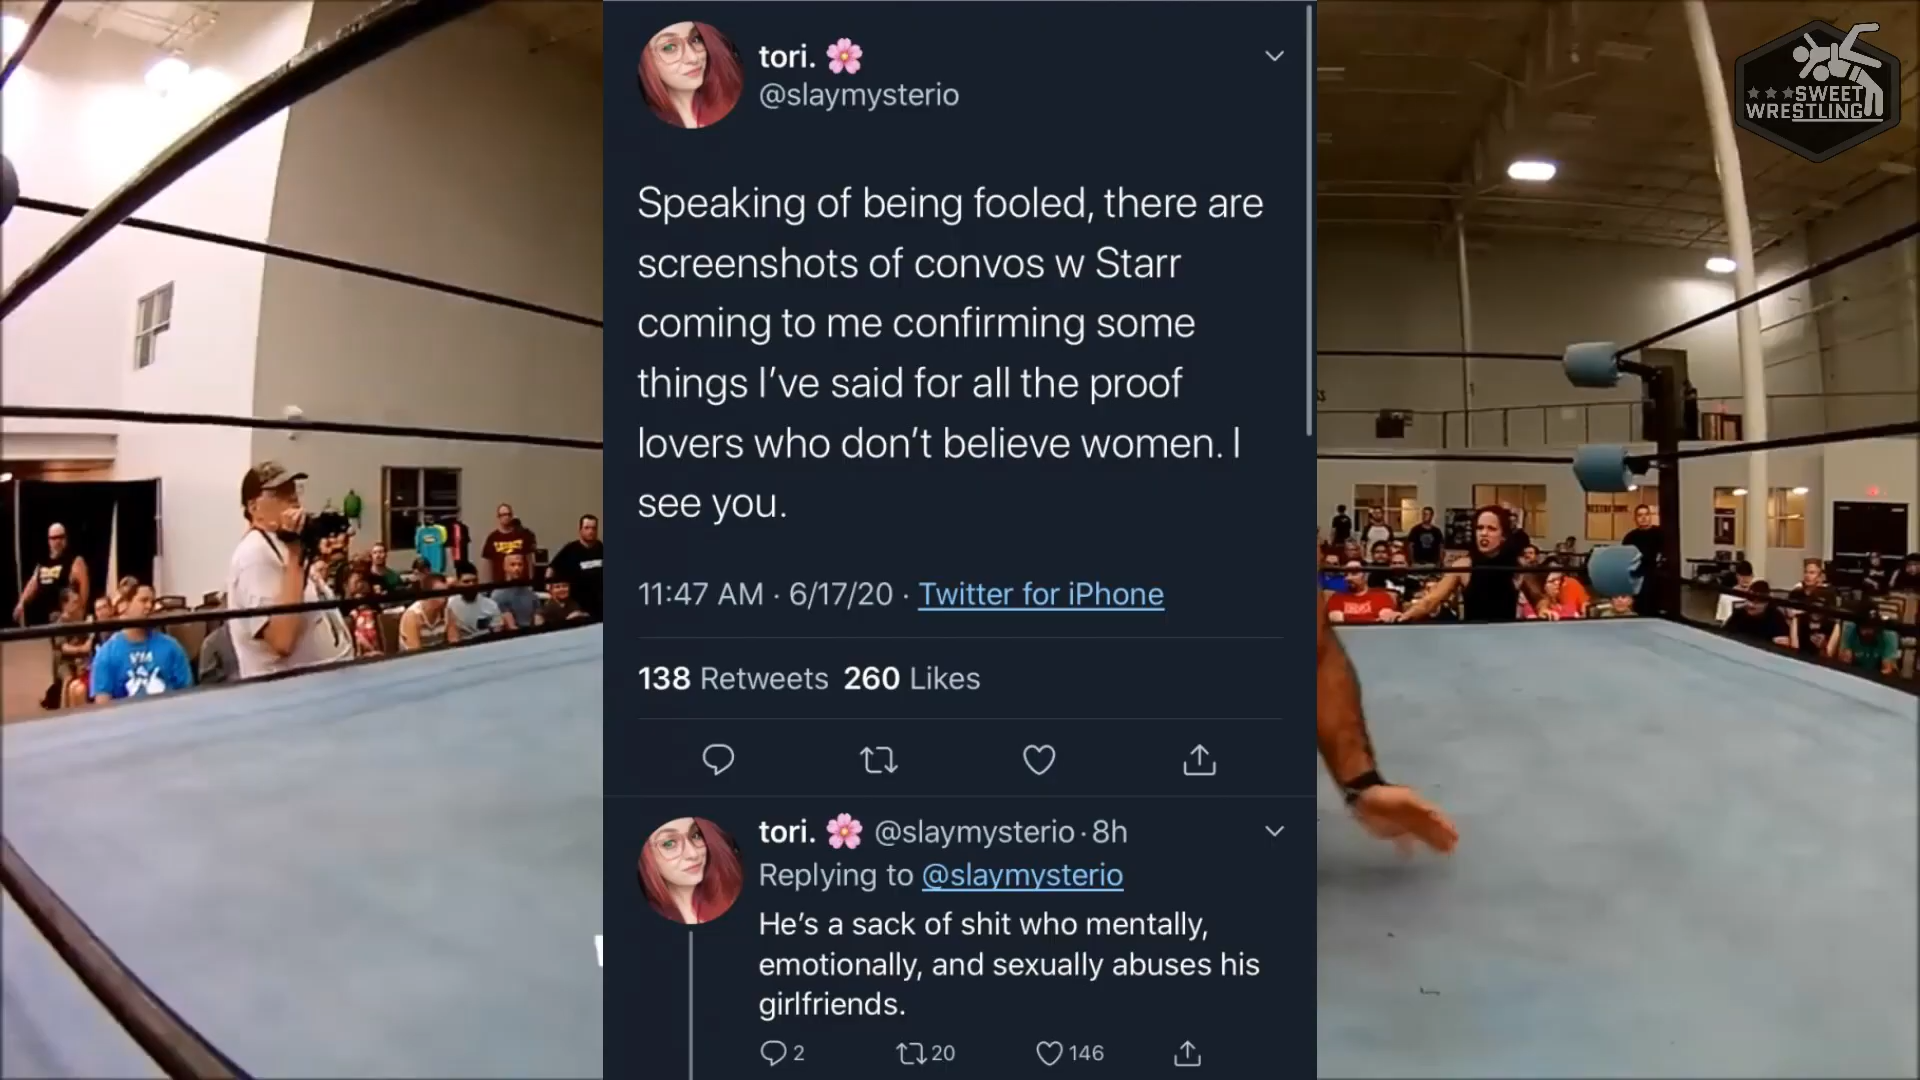 tori. 🌸
@slaymysterio
Speaking of being fooled, there are
screenshots of convos w Starr
coming to me confirming some
things I've said for all the proof
lovers who don't believe women. I
see you.
11:47 AM · 6/17/20 · Twitter for iPhone
138 Retweets 260 Likes
tori. 🌸 @slaymysterio · 8h
Replying to @slaymysterio
He's a sack of shit who mentally,
emotionally, and sexually abuses his
girlfriends.
2 20 146
SWEET
WRESTLING